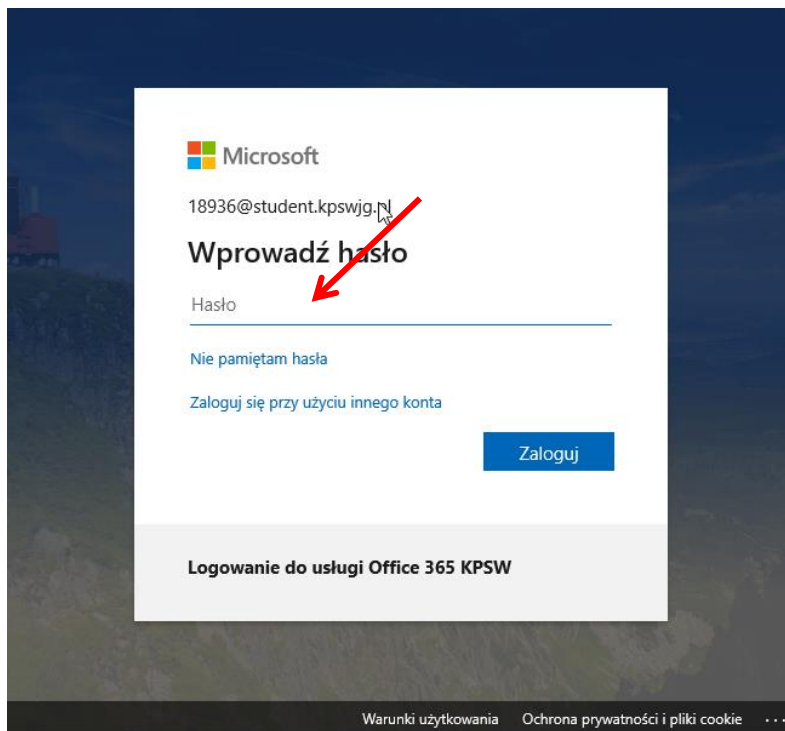 Microsoft
18936@student.kpswjg.pl
Wprowadź hasło
Hasło
Nie pamiętam hasła
Zaloguj się przy użyciu innego konta
Zaloguj
Logowanie do usługi Office 365 KPSW
Warunki użytkowania Ochrona prywatności i pliki cookie ...